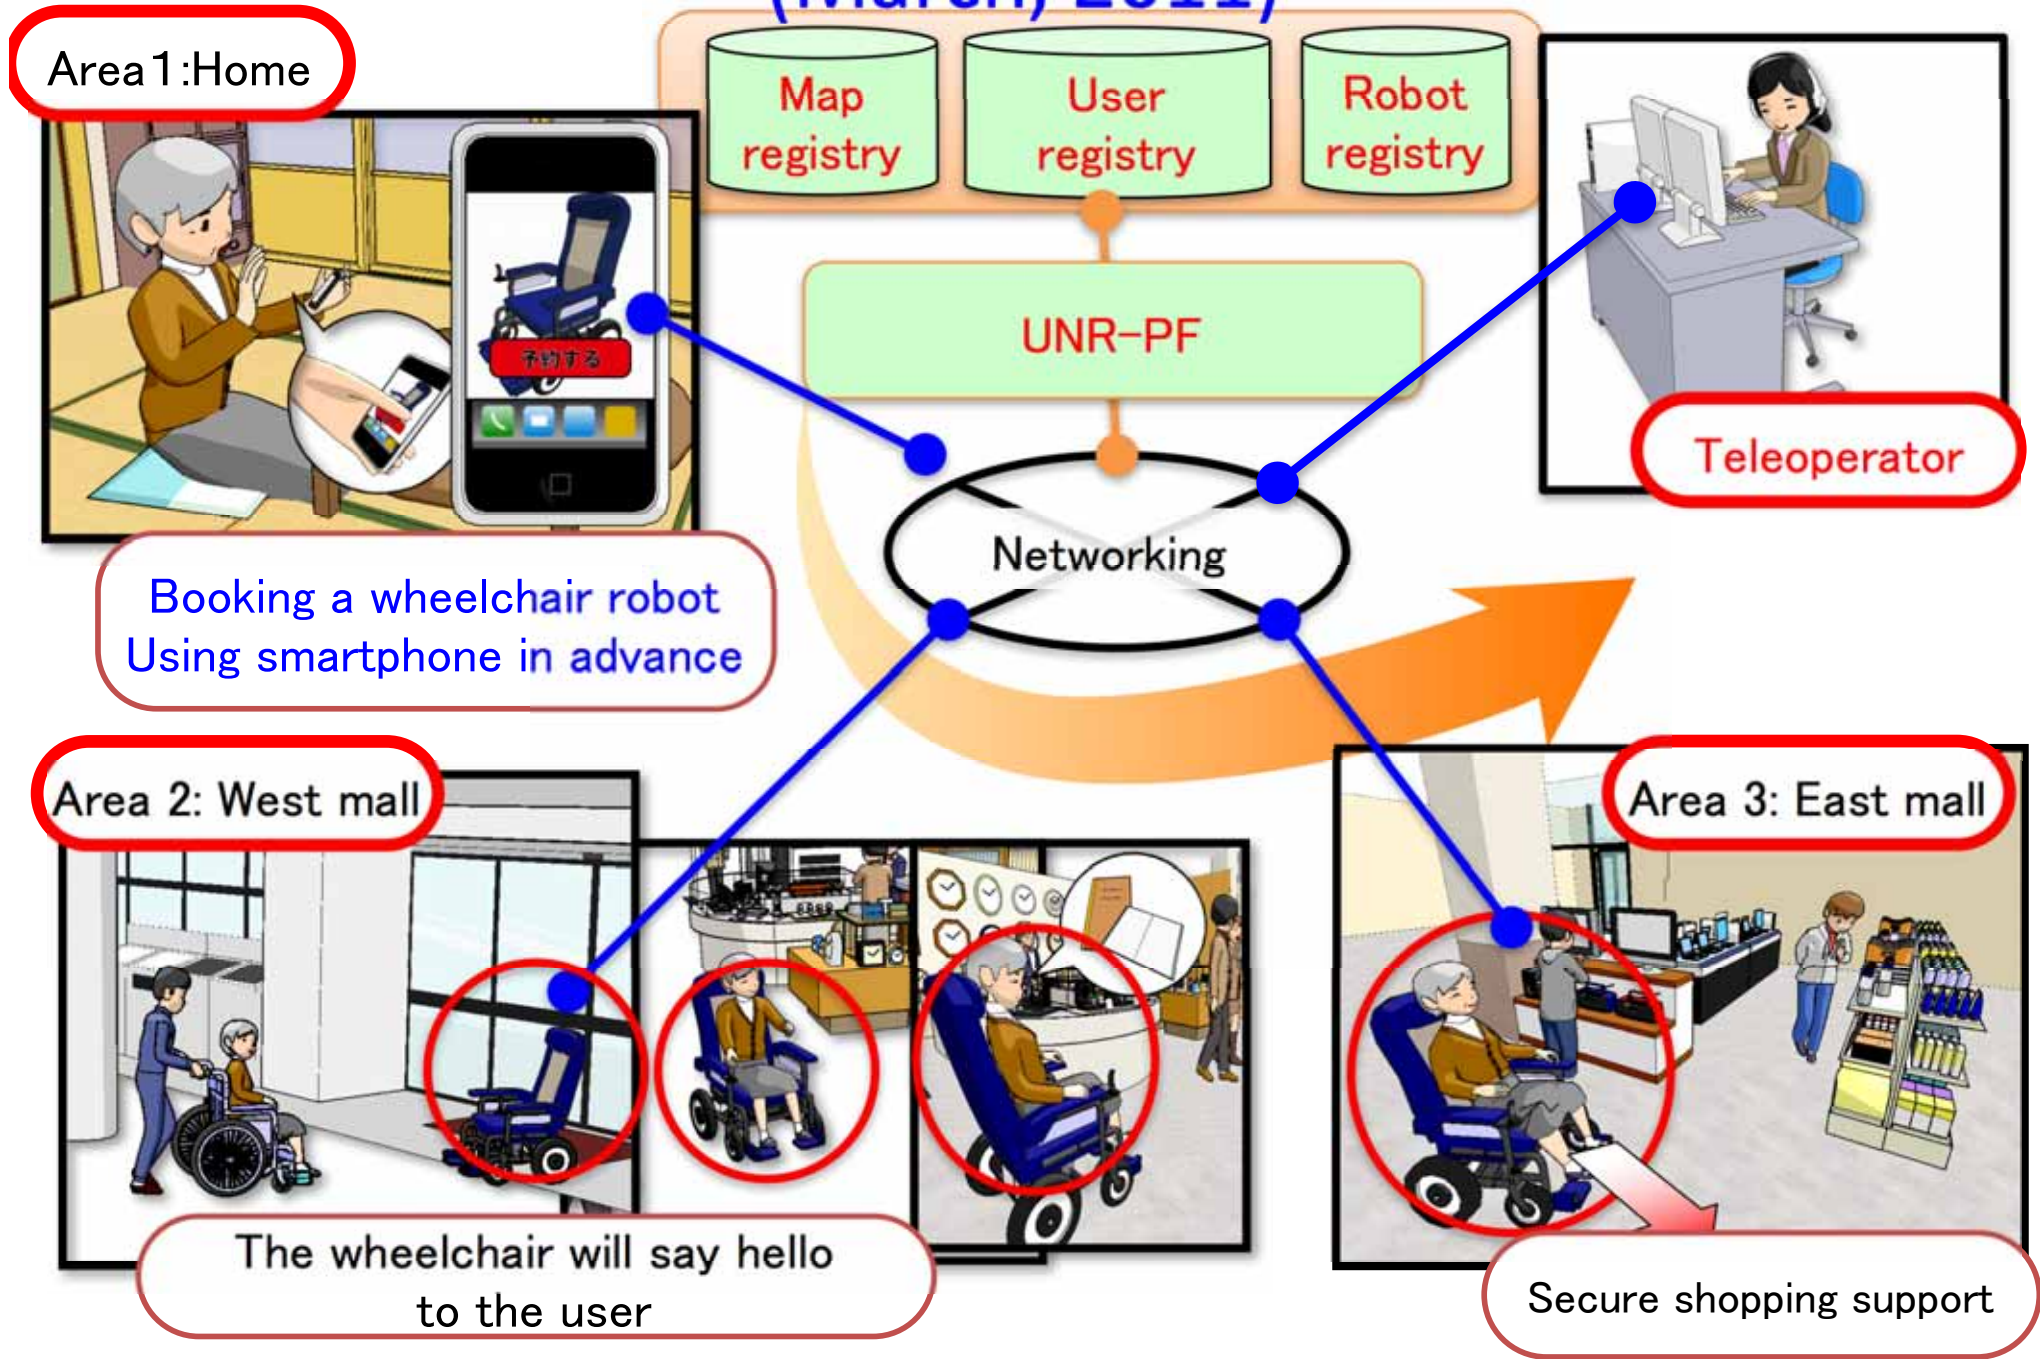 (March, 2011)
Area1:Home
Map
registry
User
registry
Robot
registry
UNR-PF
予約する
Teleoperator
Networking
Booking a wheelchair robot
Using smartphone in advance
Area 2: West mall
Area 3: East mall
The wheelchair will say hello
to the user
Secure shopping support